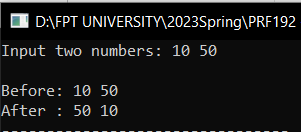 D:\FPT UNIVERSITY\2023Spring\PRF192
Input two numbers: 10 50
Before: 10 50
After : 50 10